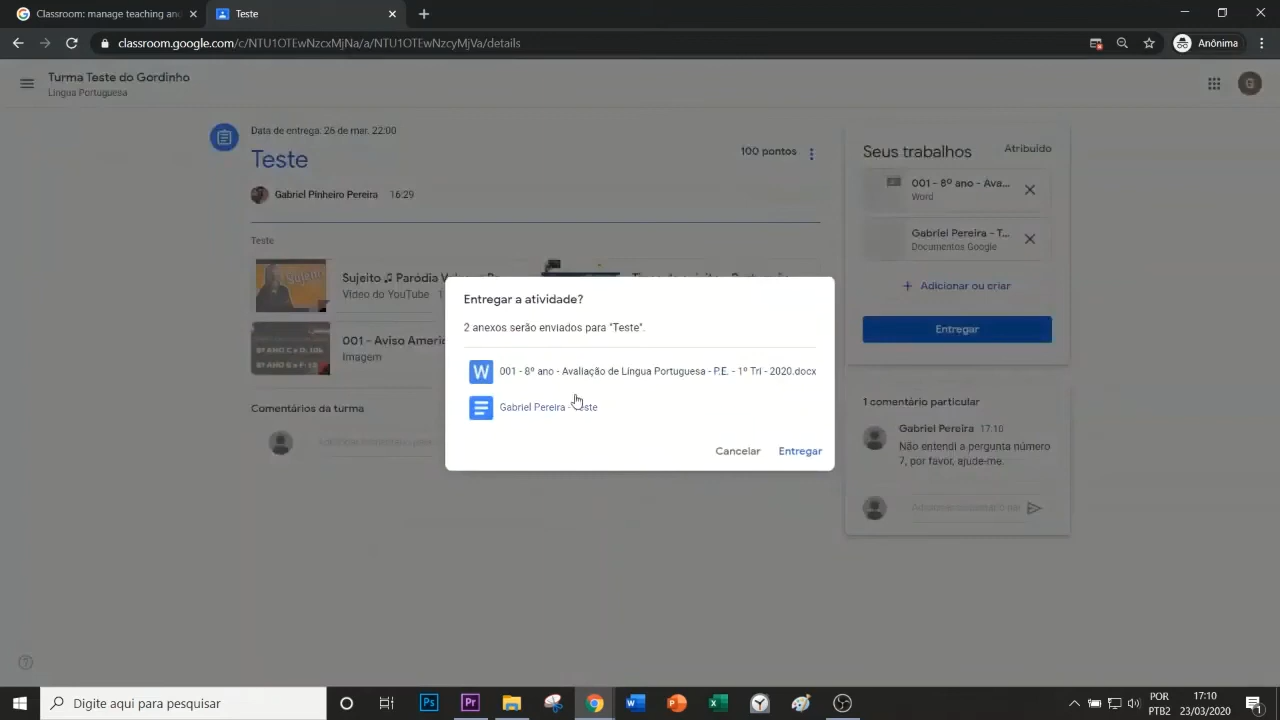 Classroom: manage teaching and
Teste
classroom.google.com/c/NTU1OTEwNzcxMjNa/a/NTU1OTEwNzcyMjVa/details
Anônima
Turma Teste do Gordinho
Língua Portuguesa
Data de entrega: 26 de mar. 22:00
Teste
100 pontos
Gabriel Pinheiro Pereira 16:29
Teste
Sujeito ♫ Paródia
Vídeo do YouTube
001 - Aviso Americ
Imagem
Comentários da turma
Seus trabalhos
Atribuído
001 - 8º ano - Ava...
Word
Gabriel Pereira - T...
Documentos Google
+ Adicionar ou criar
Entregar
1 comentário particular
Gabriel Pereira 17:10
Não entendi a pergunta número
7, por favor, ajude-me.
Entregar a atividade?
2 anexos serão enviados para "Teste".
W
001 - 8º ano - Avaliação de Língua Portuguesa - P.E. - 1º Tri - 2020.docx
Gabriel Pereira - Teste
Cancelar
Entregar
Digite aqui para pesquisar
Ps
Pr
POR
PTB2
17:10
23/03/2020